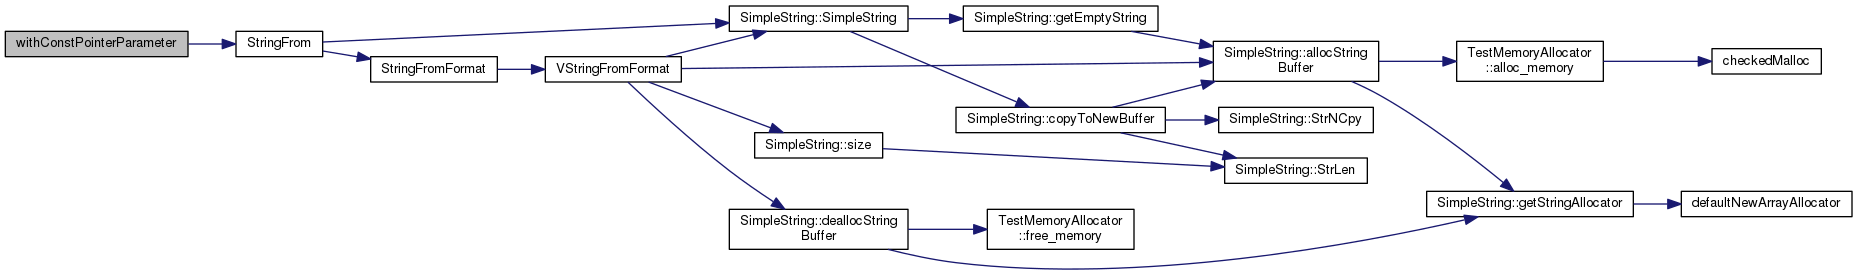 withConstPointerParameter
StringFrom
StringFromFormat
VStringFromFormat
SimpleString::SimpleString
SimpleString::getEmptyString
SimpleString::allocString
Buffer
TestMemoryAllocator
::alloc_memory
checkedMalloc
SimpleString::copyToNewBuffer
SimpleString::StrNCpy
SimpleString::size
SimpleString::StrLen
SimpleString::deallocString
Buffer
TestMemoryAllocator
::free_memory
SimpleString::getStringAllocator
defaultNewArrayAllocator